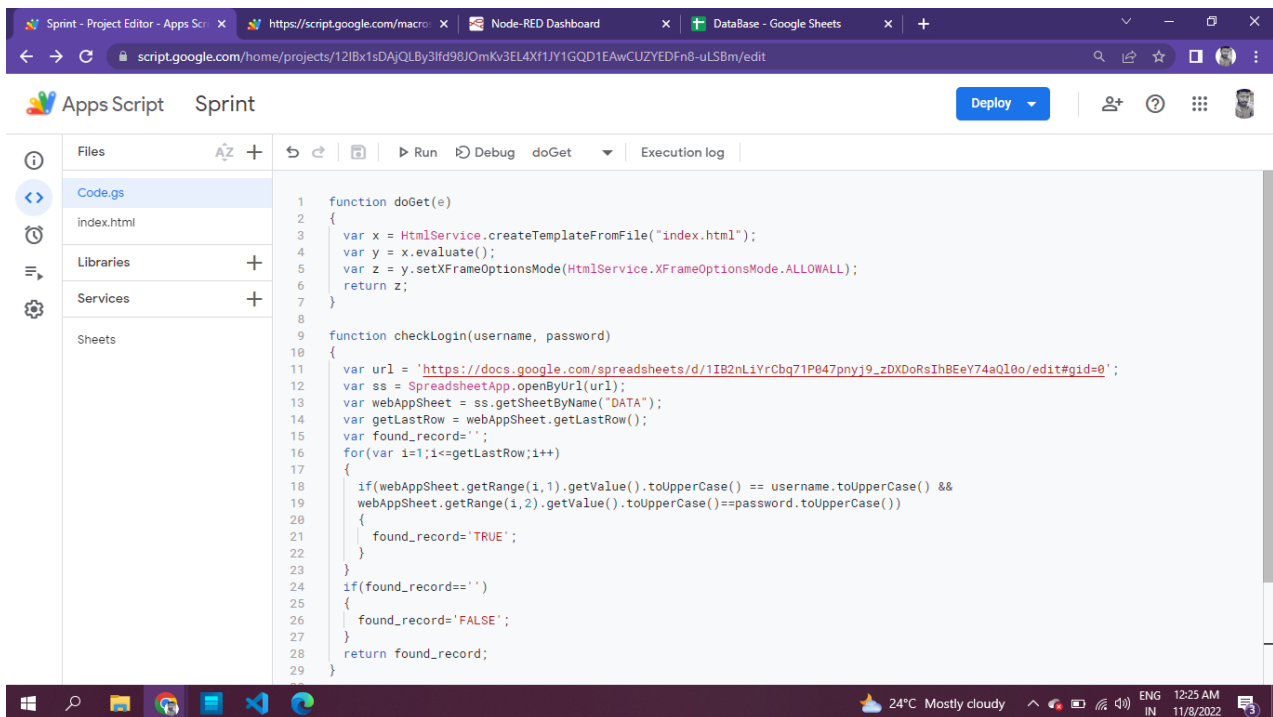 Sprint - Project Editor - Apps Scri
https://script.google.com/macros
Node-RED Dashboard
DataBase - Google Sheets
script.google.com/home/projects/12IBx1sDAjQLBy3Ifd98JOmKv3EL4Xf1JY1GQD1EAwCUZYEDFn8-uLSBm/edit
Apps Script Sprint
Deploy
Files
AZ
Run Debug doGet Execution log
Code.gs
index.html
Libraries
Services
Sheets
1 function doGet(e)
2 {
3 var x = HtmlService.createTemplateFromFile("index.html");
4 var y = x.evaluate();
5 var z = y.setXFrameOptionsMode(HtmlService.XFrameOptionsMode.ALLOWALL);
6 return z;
7 }
8
9 function checkLogin(username, password)
10 {
11 var url = 'https://docs.google.com/spreadsheets/d/1IB2nLiYrCbq71P047pnyj9_zDXDoRsIhBEeY74aQl0o/edit#gid=0';
12 var ss = SpreadsheetApp.openByUrl(url);
13 var webAppSheet = ss.getSheetByName("DATA");
14 var getLastRow = webAppSheet.getLastRow();
15 var found_record='';
16 for(var i=1;i<=getLastRow;i++)
17 {
18 if(webAppSheet.getRange(i,1).getValue().toUpperCase() == username.toUpperCase() &&
19 webAppSheet.getRange(i,2).getValue().toUpperCase()==password.toUpperCase())
20 {
21 found_record='TRUE';
22 }
23 }
24 if(found_record=='')
25 {
26 found_record='FALSE';
27 }
28 return found_record;
29 }
24°C Mostly cloudy
ENG
IN
12:25 AM
11/8/2022
3